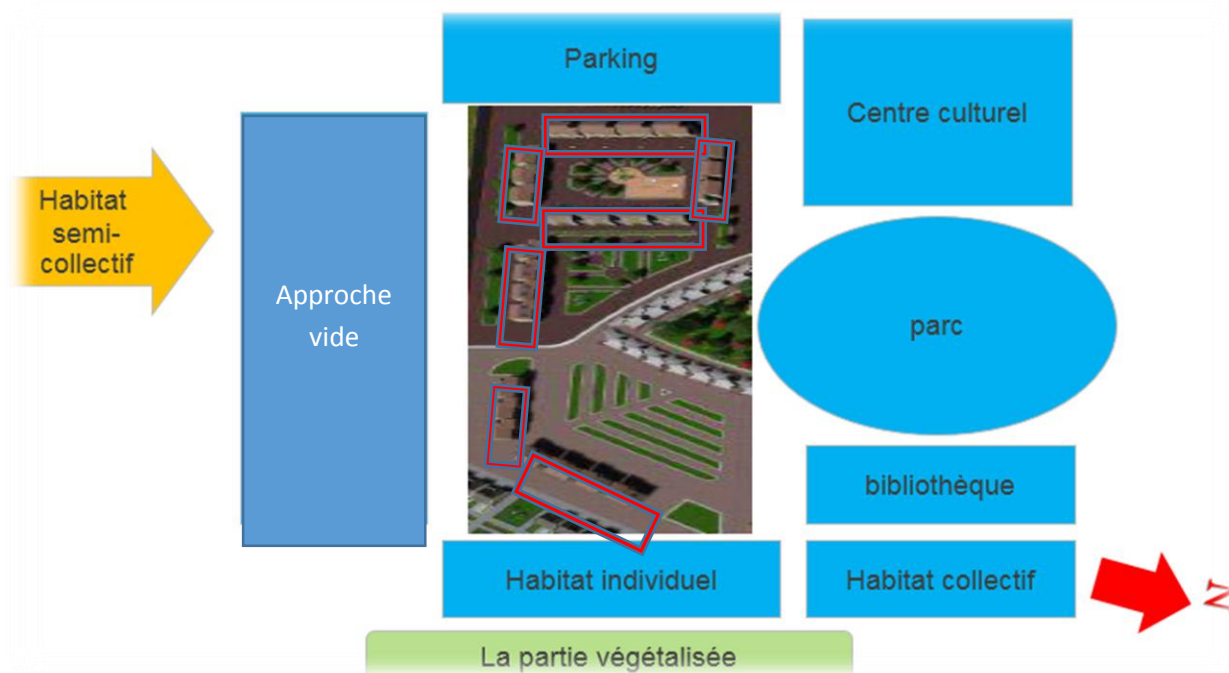 Parking
Centre culturel
Habitat
semi-
collectif
Approche
vide
parc
bibliothèque
Habitat individuel
Habitat collectif
N
La partie végétalisée